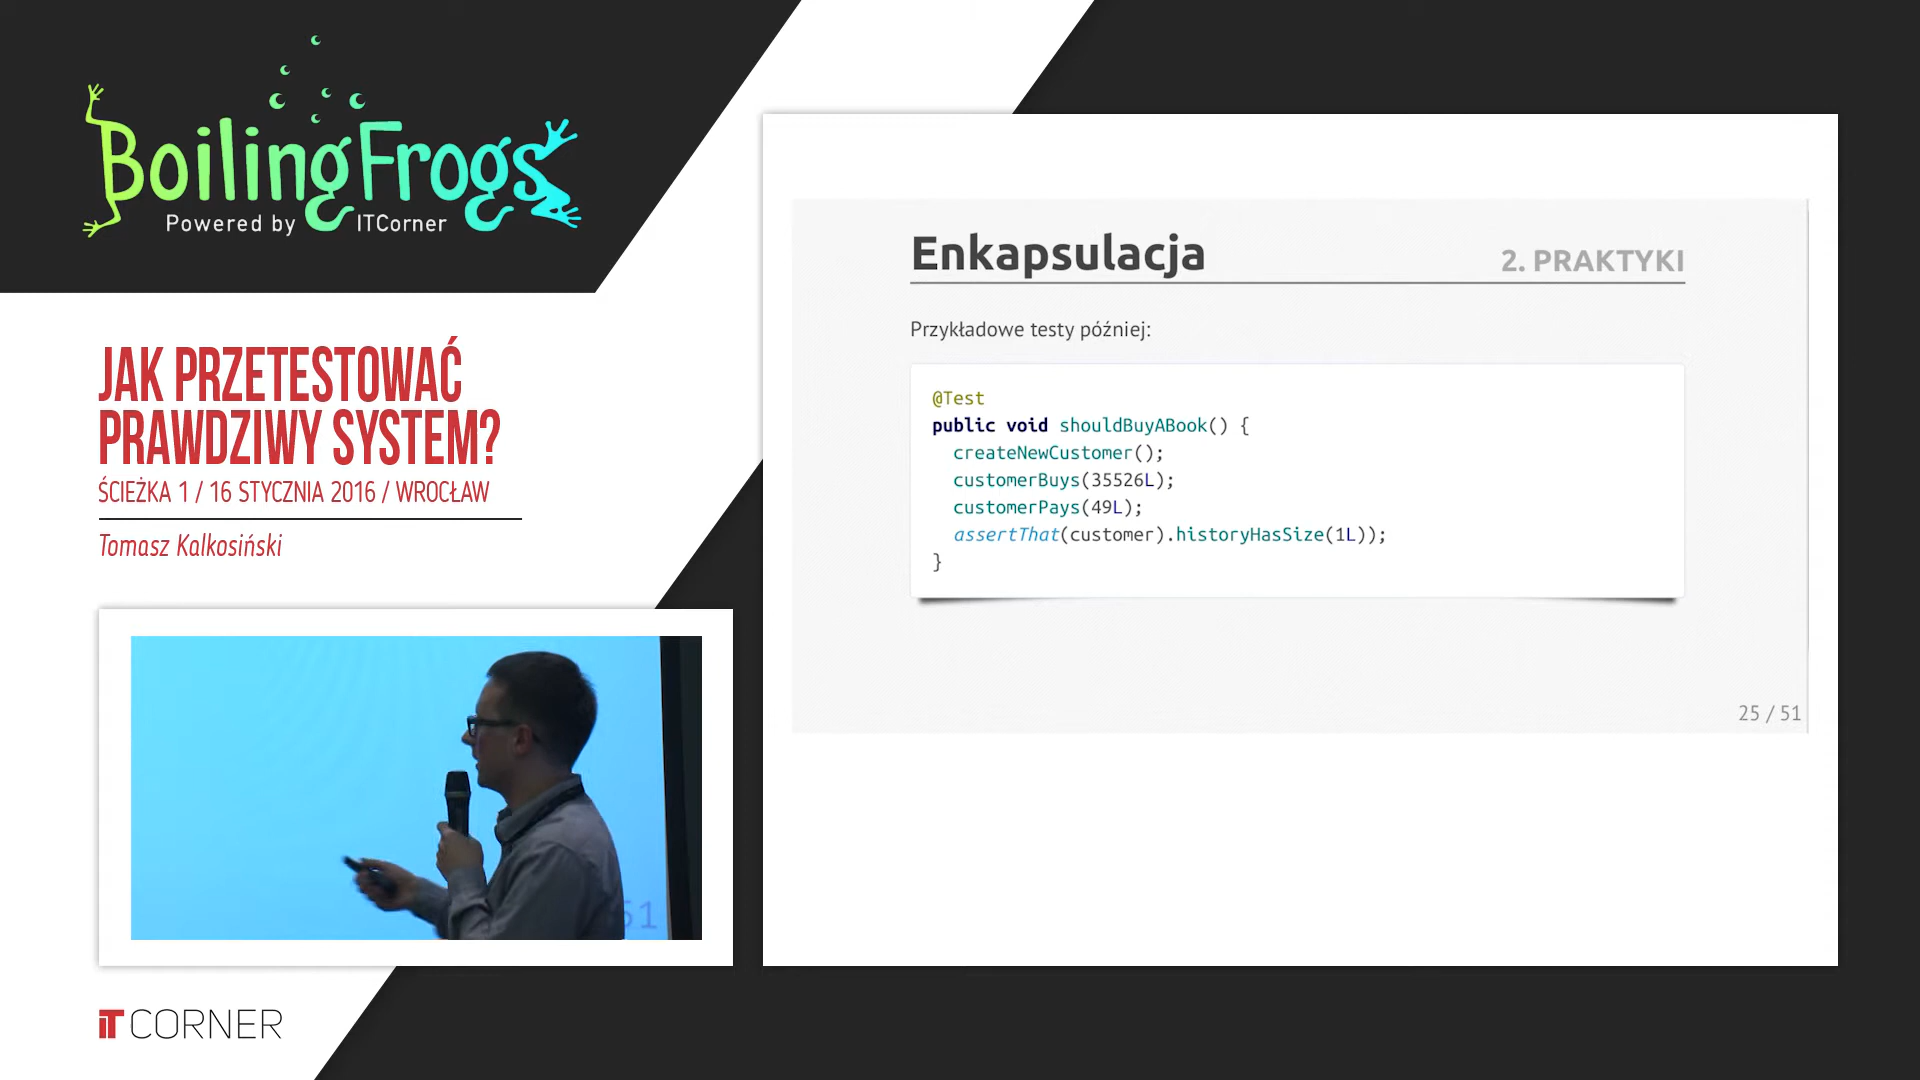 BoilingFrogs
Powered by ITCorner
JAK PRZETESTOWAĆ
PRAWDZIWY SYSTEM?
ŚCIEŻKA 1 / 16 STYCZNIA 2016 / WROCŁAW
Tomasz Kalkosiński
51
IT CORNER
Enkapsulacja
2. PRAKTYKI
Przykładowe testy później:
@Test
public void shouldBuyABook() {
createNewCustomer();
customerBuys(35526L);
customerPays(49L);
assertThat(customer).historyHasSize(1L));
}
25 / 51